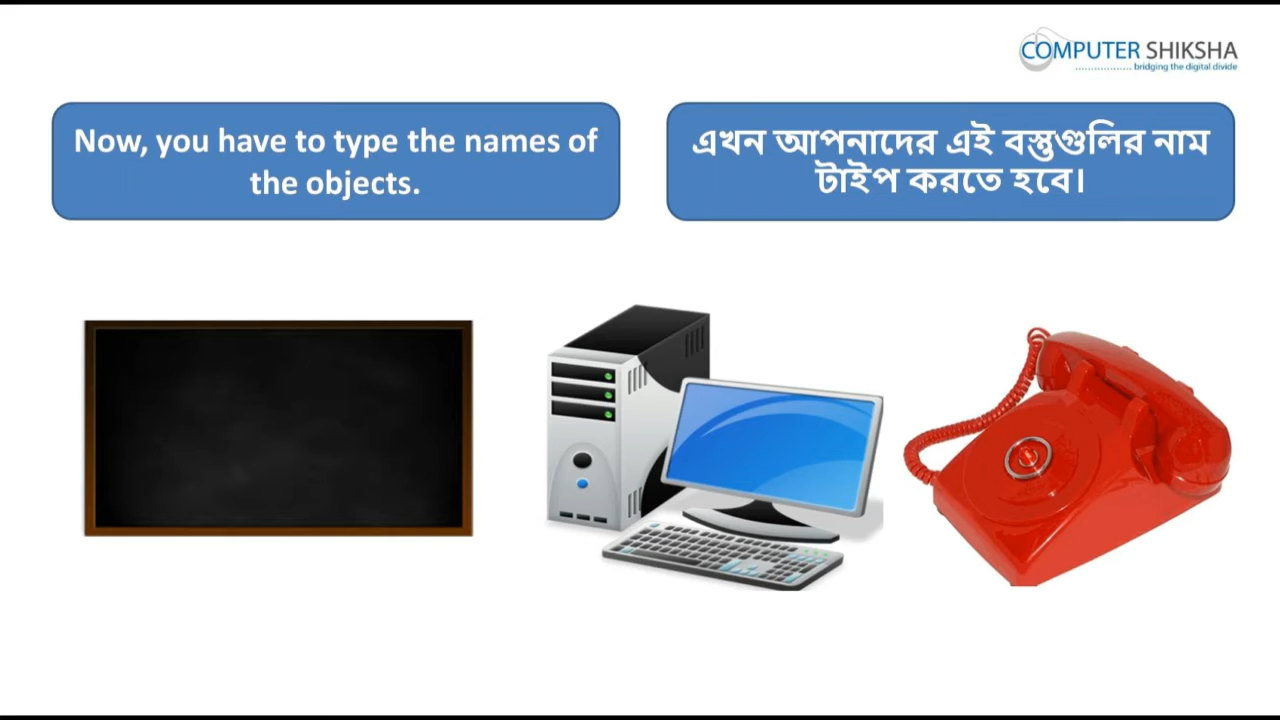 COMPUTER SHIKSHA
bridging the digital divide
Now, you have to type the names of
the objects.
এখন আপনাদের এই বস্তুগুলির নাম
টাইপ করতে হবে।